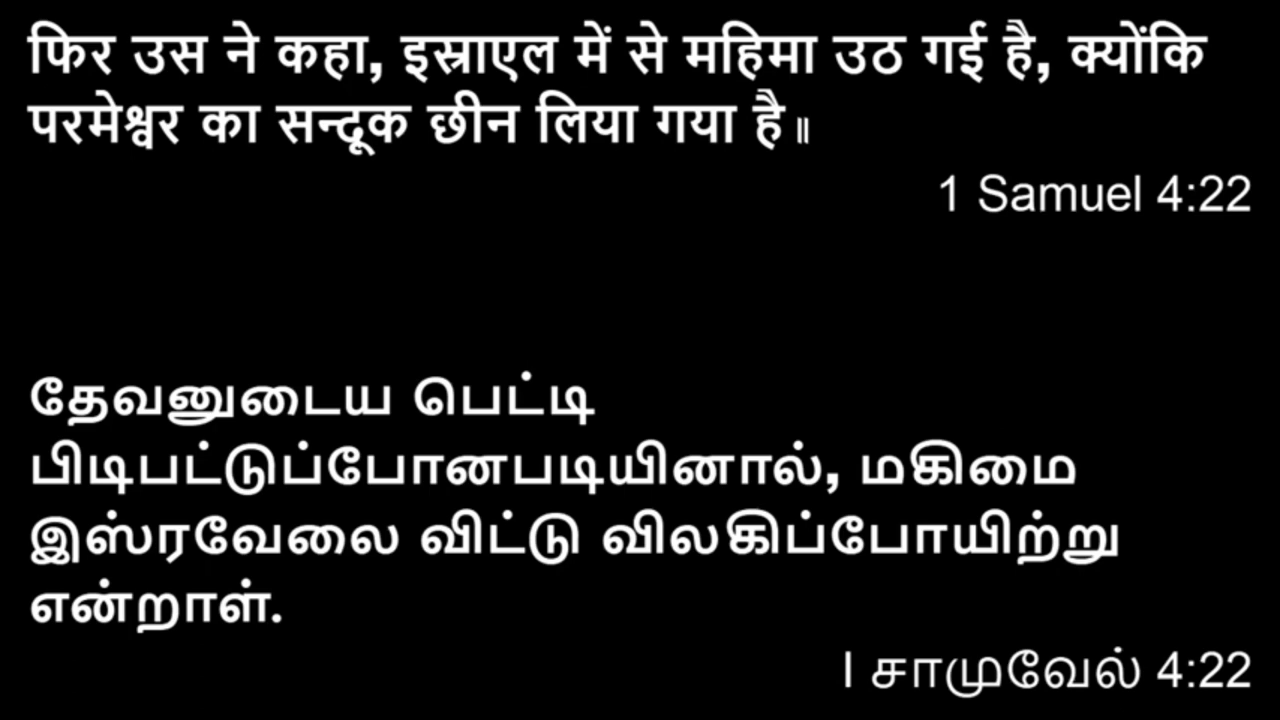 फिर उस ने कहा, इस्राएल में से महिमा उठ गई है, क्योंकि
परमेश्वर का सन्दूक छीन लिया गया है॥
1 Samuel 4:22
தேவனுடைய பெட்டி
பிடிபட்டுப்போனபடியினால், மகிமை
இஸ்ரவேலை விட்டு விலகிப்போயிற்று
என்றாள்.
I சாமுவேல் 4:22